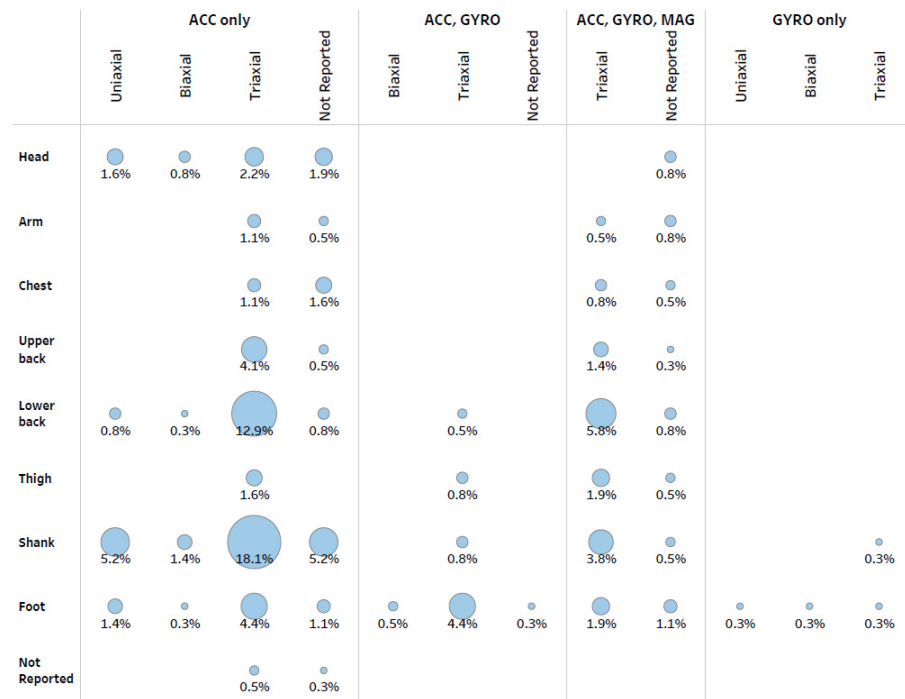 ACC only ACC, GYRO ACC, GYRO, MAG GYRO only
Uniaxial Biaxial Triaxial Not Reported Biaxial Triaxial Not Reported Triaxial Not Reported Uniaxial Biaxial Triaxial
Head
1.6% 0.8% 2.2% 1.9% 0.8%
Arm
1.1% 0.5% 0.5% 0.8%
Chest
1.1% 1.6% 0.8% 0.5%
Upper
back
4.1% 0.5% 1.4% 0.3%
Lower
back
0.8% 0.3% 12.9% 0.8% 0.5% 5.8% 0.8%
Thigh
1.6% 0.8% 1.9% 0.5%
Shank
5.2% 1.4% 18.1% 5.2% 0.8% 3.8% 0.5% 0.3%
Foot
1.4% 0.3% 4.4% 1.1% 0.5% 4.4% 0.3% 1.9% 1.1% 0.3% 0.3% 0.3%
Not
Reported
0.5% 0.3%